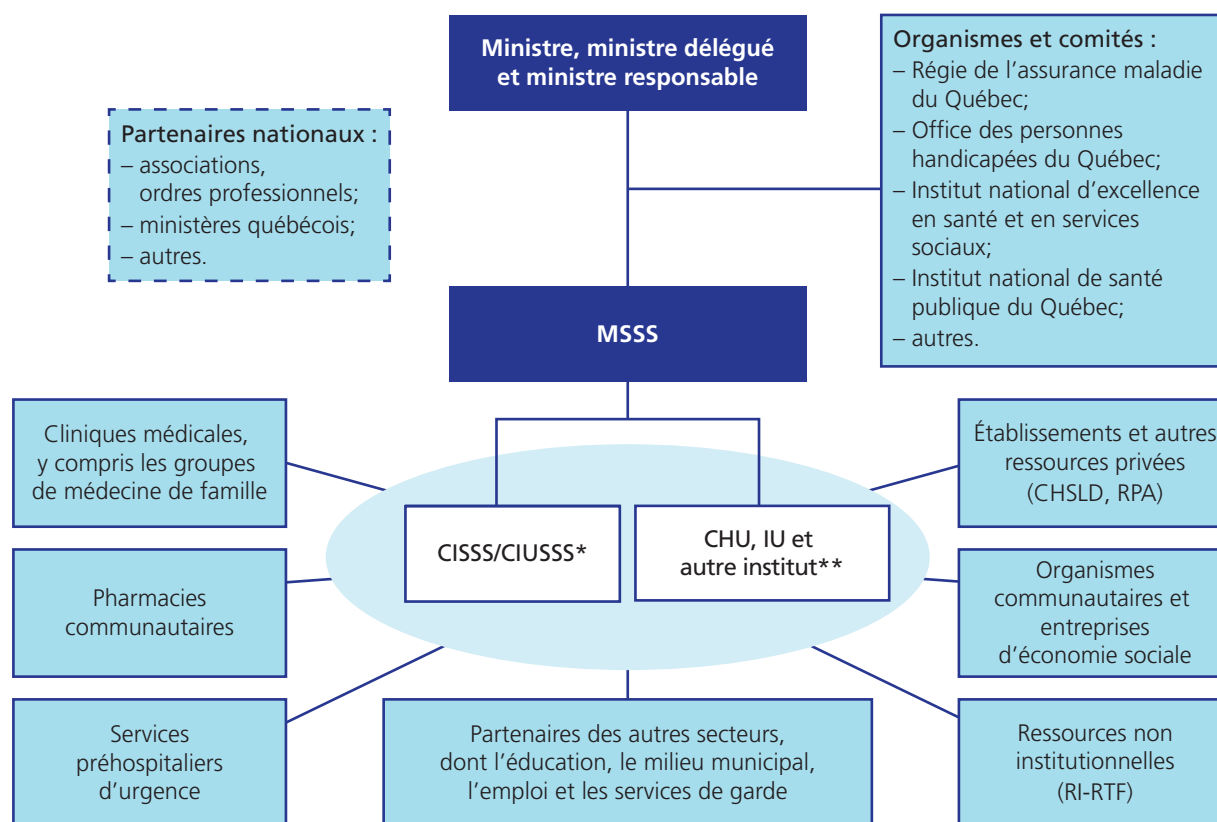 Ministre, ministre délégué
et ministre responsable
Organismes et comités :
– Régie de l'assurance maladie
du Québec;
– Office des personnes
handicapées du Québec;
– Institut national d'excellence
en santé et en services
sociaux;
– Institut national de santé
publique du Québec;
– autres.
Partenaires nationaux :
– associations,
ordres professionnels;
– ministères québécois;
– autres.
MSSS
Cliniques médicales,
y compris les groupes
de médecine de famille
Établissements et autres
ressources privées
(CHSLD, RPA)
CISSS/CIUSSS*
CHU, IU et
autre institut**
Pharmacies
communautaires
Organismes
communautaires et
entreprises
d'économie sociale
Services
préhospitaliers
d'urgence
Partenaires des autres secteurs,
dont l'éducation, le milieu municipal,
l'emploi et les services de garde
Ressources non
institutionnelles
(RI-RTF)